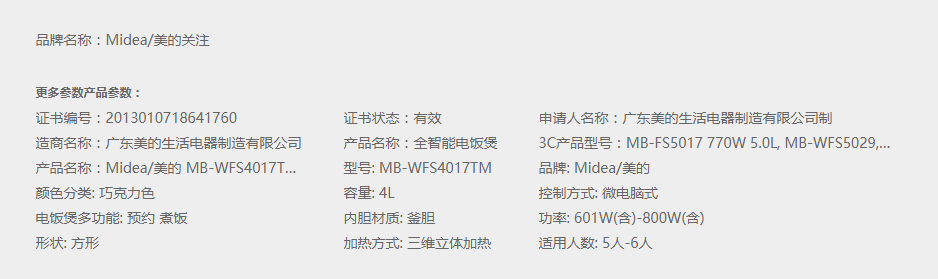 品牌名称：Midea/美的关注
更多参数产品参数：
证书编号：2013010718641760 证书状态：有效 申请人名称：广东美的生活电器制造有限公司制
造商名称：广东美的生活电器制造有限公司 产品名称：全智能电饭煲 3C产品型号：MB-FS5017 770W 5.0L, MB-WFS5029,...
产品名称：Midea/美的 MB-WFS4017T... 型号: MB-WFS4017TM 品牌: Midea/美的
颜色分类: 巧克力色 容量: 4L 控制方式: 微电脑式
电饭煲多功能: 预约 煮饭 内胆材质: 釜胆 功率: 601W(含)-800W(含)
形状: 方形 加热方式: 三维立体加热 适用人数: 5人-6人